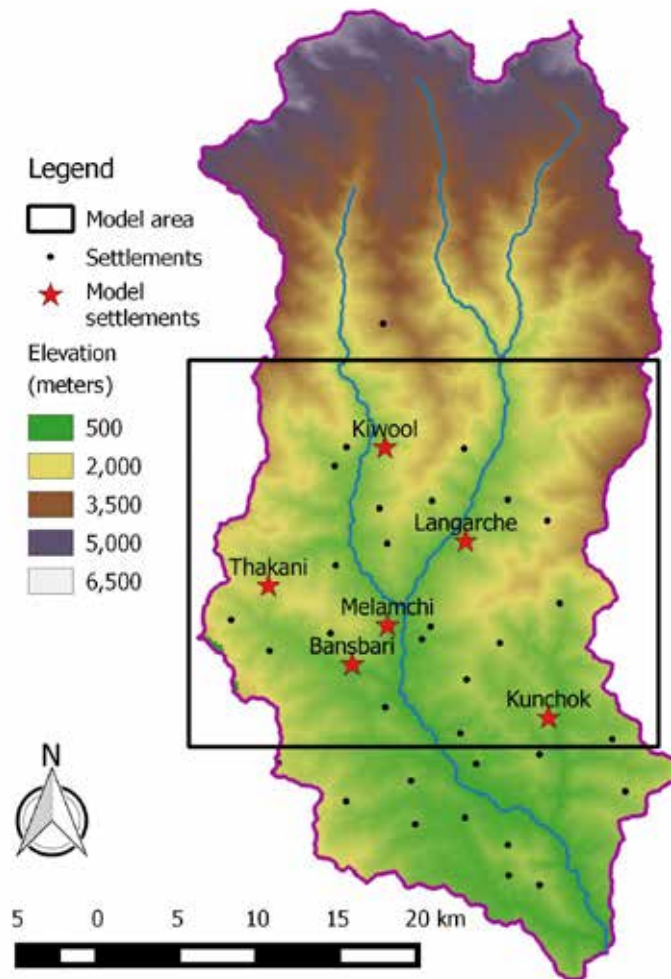 Legend
Model area
Settlements
Model
settlements
Elevation
(meters)
500
2,000
3,500
5,000
6,500
Kiwool
Langarche
Thakani
Melamchi
Bansbari
Kunchok
N
5 0 5 10 15 20 km